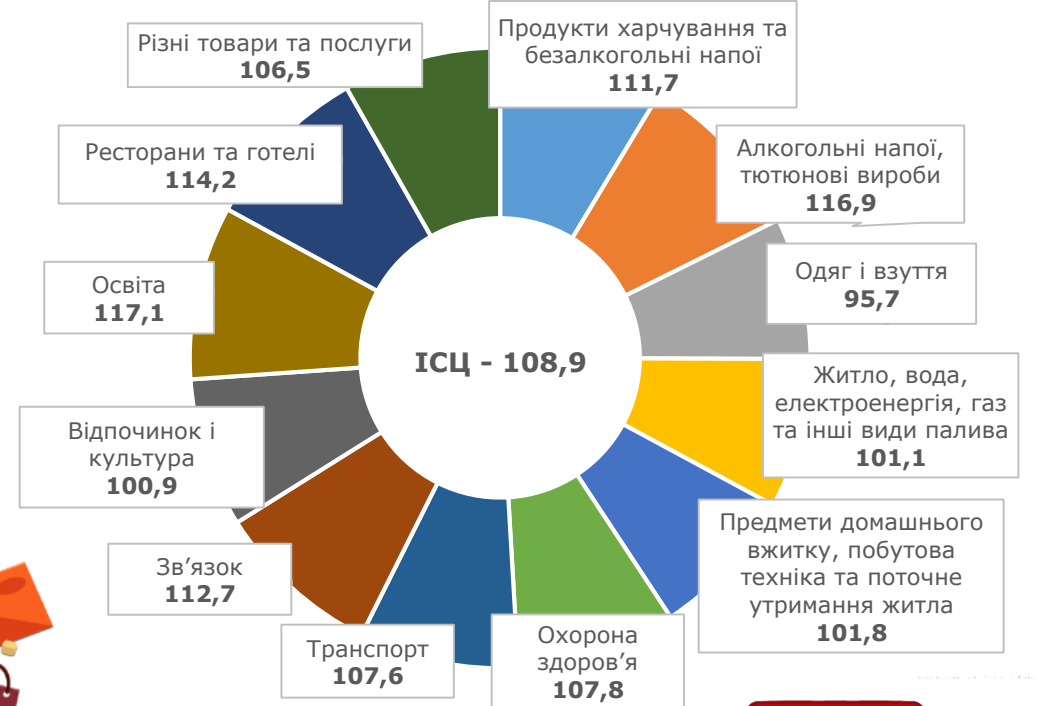 Продукти харчування та
безалкогольні напої
111,7
Алкогольні напої,
тютюнові вироби
116,9
Одяг і взуття
95,7
Житло, вода,
електроенергія, газ
та інші види палива
101,1
Предмети домашнього
вжитку, побутова
техніка та поточне
утримання житла
101,8
Охорона
здоров’я
107,8
Транспорт
107,6
Зв’язок
112,7
Відпочинок і
культура
100,9
Освіта
117,1
Ресторани та готелі
114,2
Різні товари та послуги
106,5
ІСЦ - 108,9